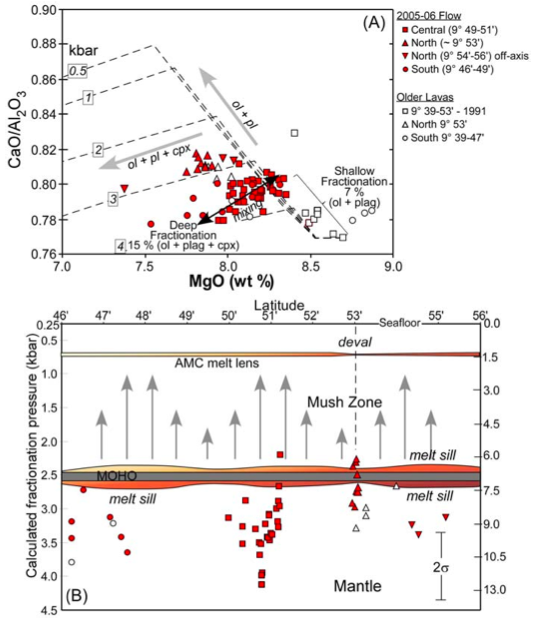 (A)
0.90
0.88
0.86
0.84
0.82
0.80
0.78
0.76
CaO/Al2O3
kbar
0.5
1
2
3
4
ol + pl
ol + pl + cpx
mixing
Deep
Fractionation
15 % (ol + plag + cpx)
Shallow
Fractionation
7 %
(ol + plag)
7.0 7.5 8.0 8.5 9.0
MgO (wt %)
2005-06 Flow
Central (9° 49-51')
North (~ 9° 53')
North (9° 54'-56') off-axis
South (9° 46'-49')
Older Lavas
9° 39-53' - 1991
North 9° 53'
South 9° 39-47'
Latitude
46' 47' 48' 49' 50' 51' 53' 55' 56'
Seafloor
0.25
0.5
1.0
1.5
2.0
2.5
3.0
3.5
4.0
4.5
Calculated fractionation pressure (kbar)
0.0
1.5
3.0
4.5
6.0
7.5
9.0
10.5
13.0
deval
AMC melt lens
Mush Zone
melt sill
MOHO
melt sill
melt sill
2σ
Mantle
(B)